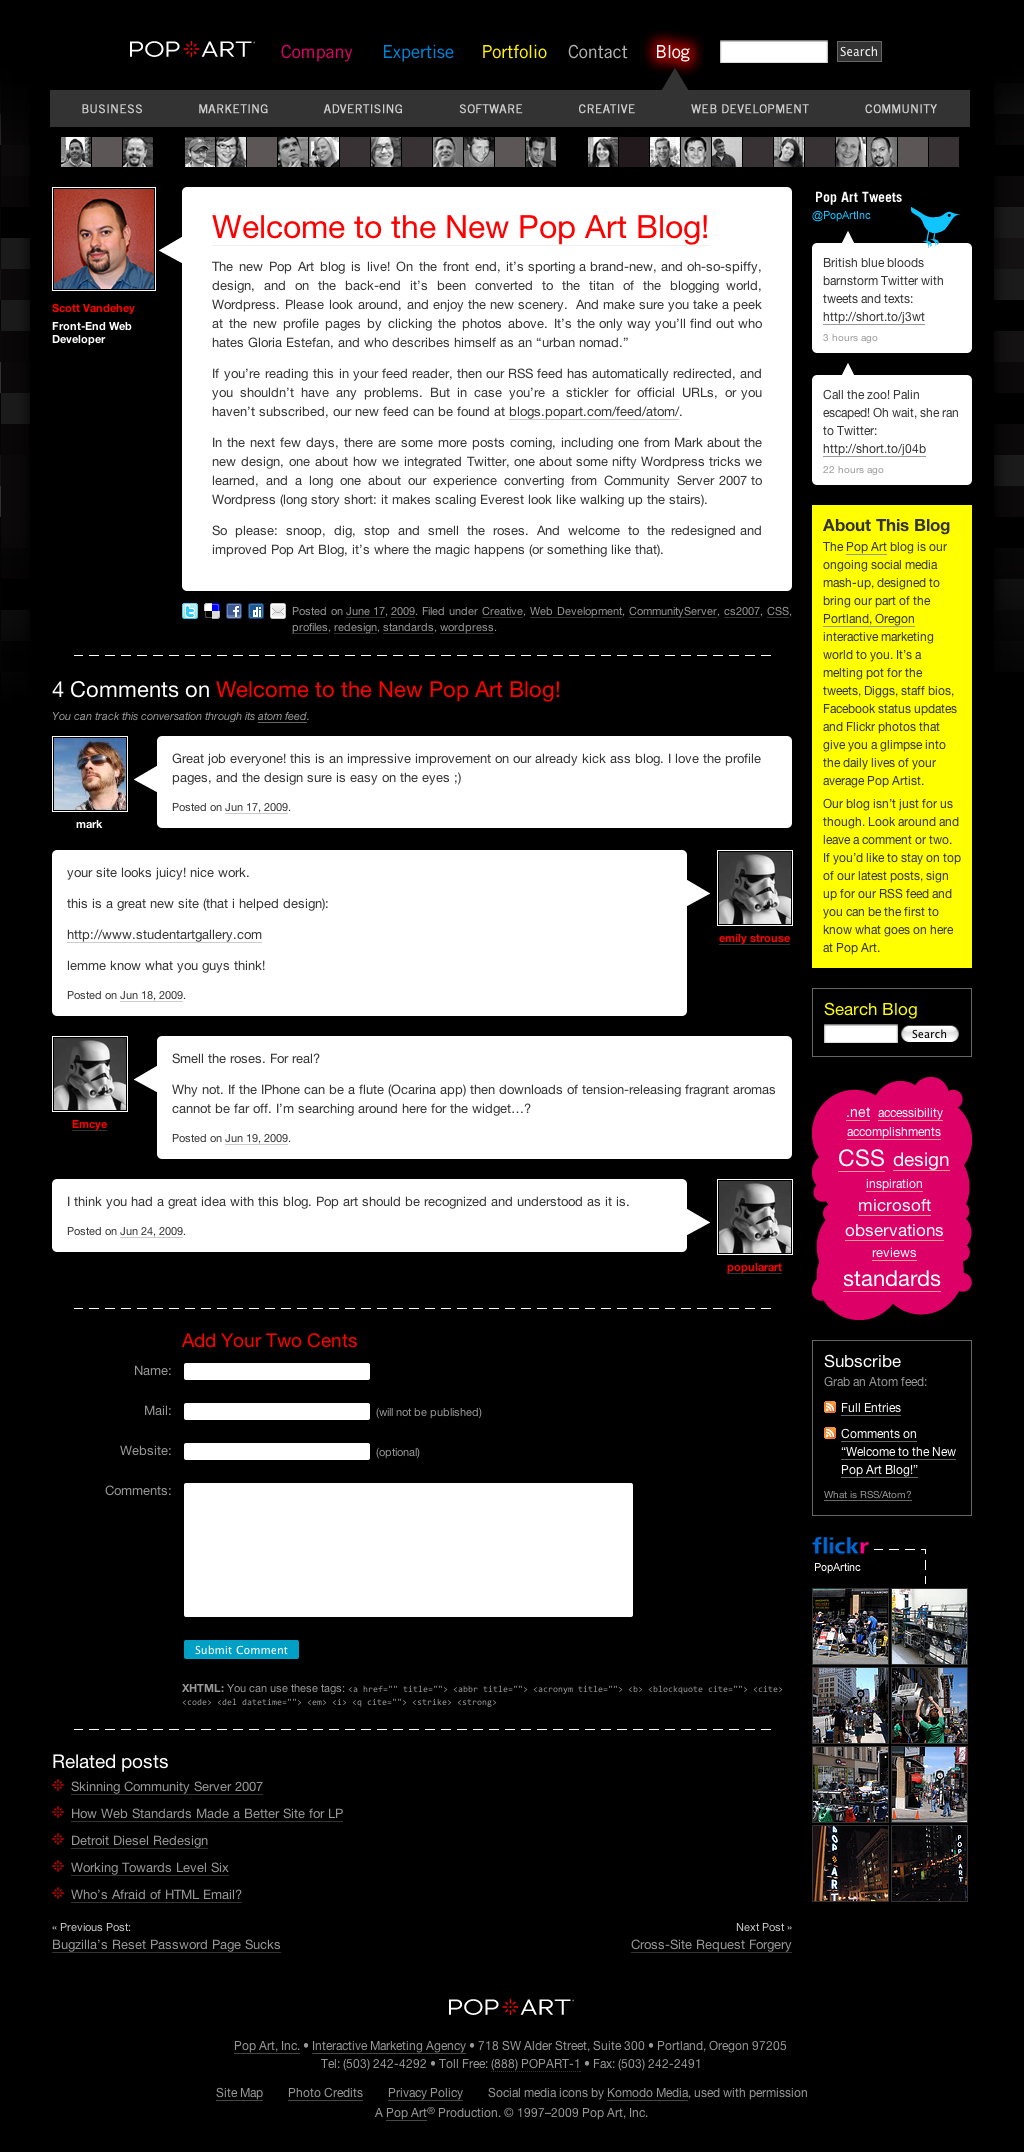 POP ART
Company Expertise Portfolio Contact Blog Search
BUSINESS MARKETING ADVERTISING SOFTWARE CREATIVE WEB DEVELOPMENT COMMUNITY
Scott Vandehey
Front-End Web
Developer
Welcome to the New Pop Art Blog!
The new Pop Art blog is live! On the front end, it’s sporting a brand-new, and oh-so-spiffy,
design, and on the back-end it’s been converted to the titan of the blogging world,
Wordpress. Please look around, and enjoy the new scenery. And make sure you take a peek
at the new profile pages by clicking the photos above. It’s the only way you’ll find out who
hates Gloria Estefan, and who describes himself as an “urban nomad.”
If you’re reading this in your feed reader, then our RSS feed has automatically redirected, and
you shouldn’t have any problems. But in case you’re a stickler for official URLs, or you
haven’t subscribed, our new feed can be found at blogs.popart.com/feed/atom/.
In the next few days, there are some more posts coming, including one from Mark about the
new design, one about how we integrated Twitter, one about some nifty Wordpress tricks we
learned, and a long one about our experience converting from Community Server 2007 to
Wordpress (long story short: it makes scaling Everest look like walking up the stairs).
So please: snoop, dig, stop and smell the roses. And welcome to the redesigned and
improved Pop Art Blog, it’s where the magic happens (or something like that).
Posted on June 17, 2009. Filed under Creative, Web Development, CommunityServer, cs2007, CSS,
profiles, redesign, standards, wordpress.
4 Comments on Welcome to the New Pop Art Blog!
You can track this conversation through its atom feed.
mark
Great job everyone! this is an impressive improvement on our already kick ass blog. I love the profile
pages, and the design sure is easy on the eyes ;)
Posted on Jun 17, 2009.
your site looks juicy! nice work.
this is a great new site (that i helped design):
http://www.studentartgallery.com
lemme know what you guys think!
Posted on Jun 18, 2009.
emily strouse
Emcye
Smell the roses. For real?
Why not. If the IPhone can be a flute (Ocarina app) then downloads of tension-releasing fragrant aromas
cannot be far off. I’m searching around here for the widget…?
Posted on Jun 19, 2009.
I think you had a great idea with this blog. Pop art should be recognized and understood as it is.
Posted on Jun 24, 2009.
popularart
Add Your Two Cents
Name:
Mail: (will not be published)
Website: (optional)
Comments:
Submit Comment
XHTML: You can use these tags: <a href="" title=""> <abbr title=""> <acronym title=""> <b> <blockquote cite=""> <cite>
<code> <del datetime=""> <em> <i> <q cite=""> <strike> <strong>
Related posts
Skinning Community Server 2007
How Web Standards Made a Better Site for LP
Detroit Diesel Redesign
Working Towards Level Six
Who’s Afraid of HTML Email?
« Previous Post:
Bugzilla’s Reset Password Page Sucks
Next Post »
Cross-Site Request Forgery
Pop Art Tweets
@PopArtInc
British blue bloods
barnstorm Twitter with
tweets and texts:
http://short.to/j3wt
3 hours ago
Call the zoo! Palin
escaped! Oh wait, she ran
to Twitter:
http://short.to/j04b
22 hours ago
About This Blog
The Pop Art blog is our
ongoing social media
mash-up, designed to
bring our part of the
Portland, Oregon
interactive marketing
world to you. It’s a
melting pot for the
tweets, Diggs, staff bios,
Facebook status updates
and Flickr photos that
give you a glimpse into
the daily lives of your
average Pop Artist.
Our blog isn’t just for us
though. Look around and
leave a comment or two.
If you’d like to stay on top
of our latest posts, sign
up for our RSS feed and
you can be the first to
know what goes on here
at Pop Art.
Search Blog
Search
.net accessibility
accomplishments
CSS design
inspiration
microsoft
observations
reviews
standards
Subscribe
Grab an Atom feed:
Full Entries
Comments on
“Welcome to the New
Pop Art Blog!”
What is RSS/Atom?
flickr
PopArtinc
POP ART
POP ART
POP ART
Pop Art, Inc. • Interactive Marketing Agency • 718 SW Alder Street, Suite 300 • Portland, Oregon 97205
Tel: (503) 242-4292 • Toll Free: (888) POPART-1 • Fax: (503) 242-2491
Site Map Photo Credits Privacy Policy Social media icons by Komodo Media, used with permission
A Pop Art® Production. © 1997–2009 Pop Art, Inc.